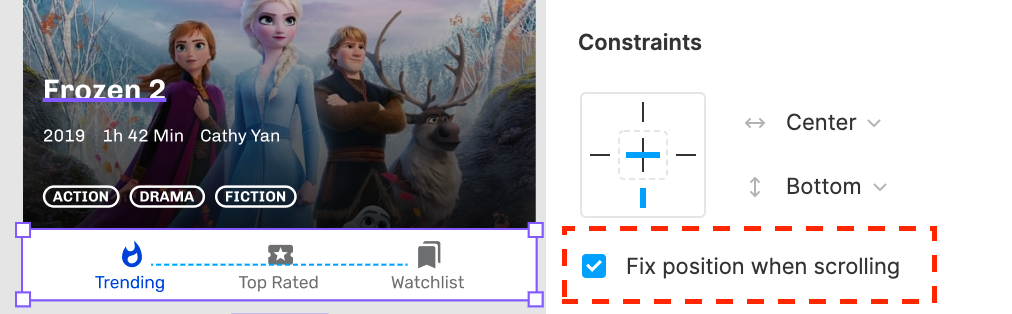 Frozen 2
2019 1h 42 Min Cathy Yan
ACTION DRAMA FICTION
Trending Top Rated Watchlist
Constraints
Center
Bottom
Fix position when scrolling